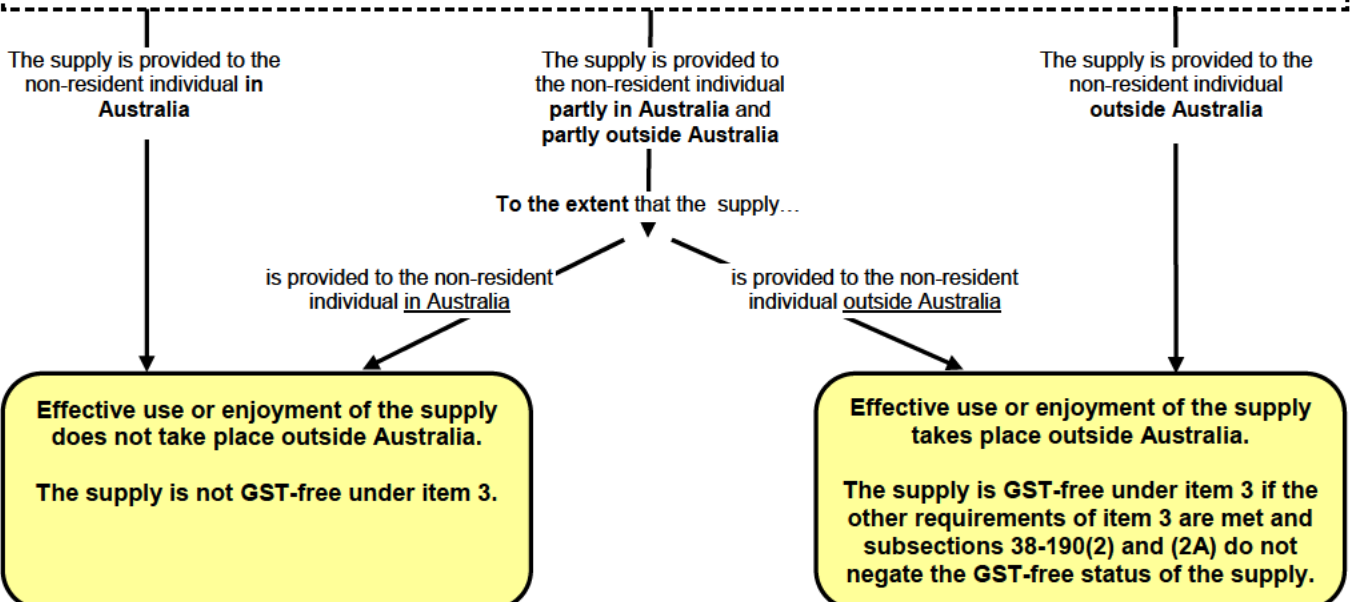 The supply is provided to the
non-resident individual in
Australia
The supply is provided to
the non-resident individual
partly in Australia and
partly outside Australia
The supply is provided to the
non-resident individual
outside Australia
To the extent that the supply…
is provided to the non-resident
individual in Australia
is provided to the non-resident
individual outside Australia
Effective use or enjoyment of the supply
does not take place outside Australia.
The supply is not GST-free under item 3.
Effective use or enjoyment of the supply
takes place outside Australia.
The supply is GST-free under item 3 if the
other requirements of item 3 are met and
subsections 38-190(2) and (2A) do not
negate the GST-free status of the supply.